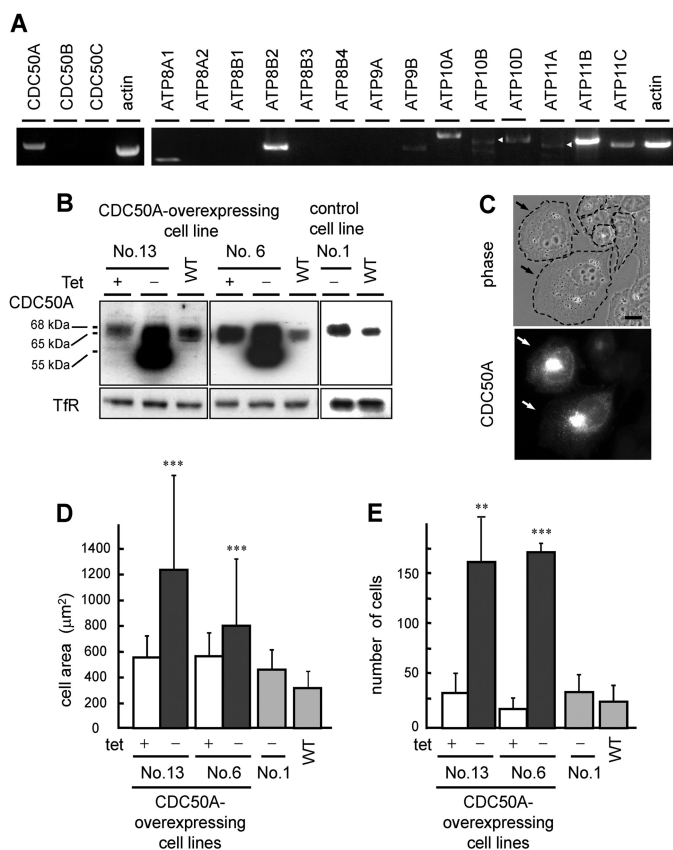 A
CDC50A CDC50B CDC50C actin ATP8A1 ATP8A2 ATP8B1 ATP8B2 ATP8B3 ATP8B4 ATP9A ATP9B ATP10A ATP10B ATP10D ATP11A ATP11B ATP11C actin
B
CDC50A-overexpressing
cell line
control
cell line
No.13 No. 6 No.1
Tet + − WT + − WT − WT
CDC50A
68 kDa
65 kDa
55 kDa
TfR
C
phase
CDC50A
D
cell area (μm²)
1400
1200
1000
800
600
400
200
0
*** ***
tet + − + − − WT
No.13 No.6 No.1
CDC50A-
overexpressing
cell lines
E
number of cells
150
100
50
0
** ***
tet + − + − − WT
No.13 No.6 No.1
CDC50A-
overexpressing
cell lines